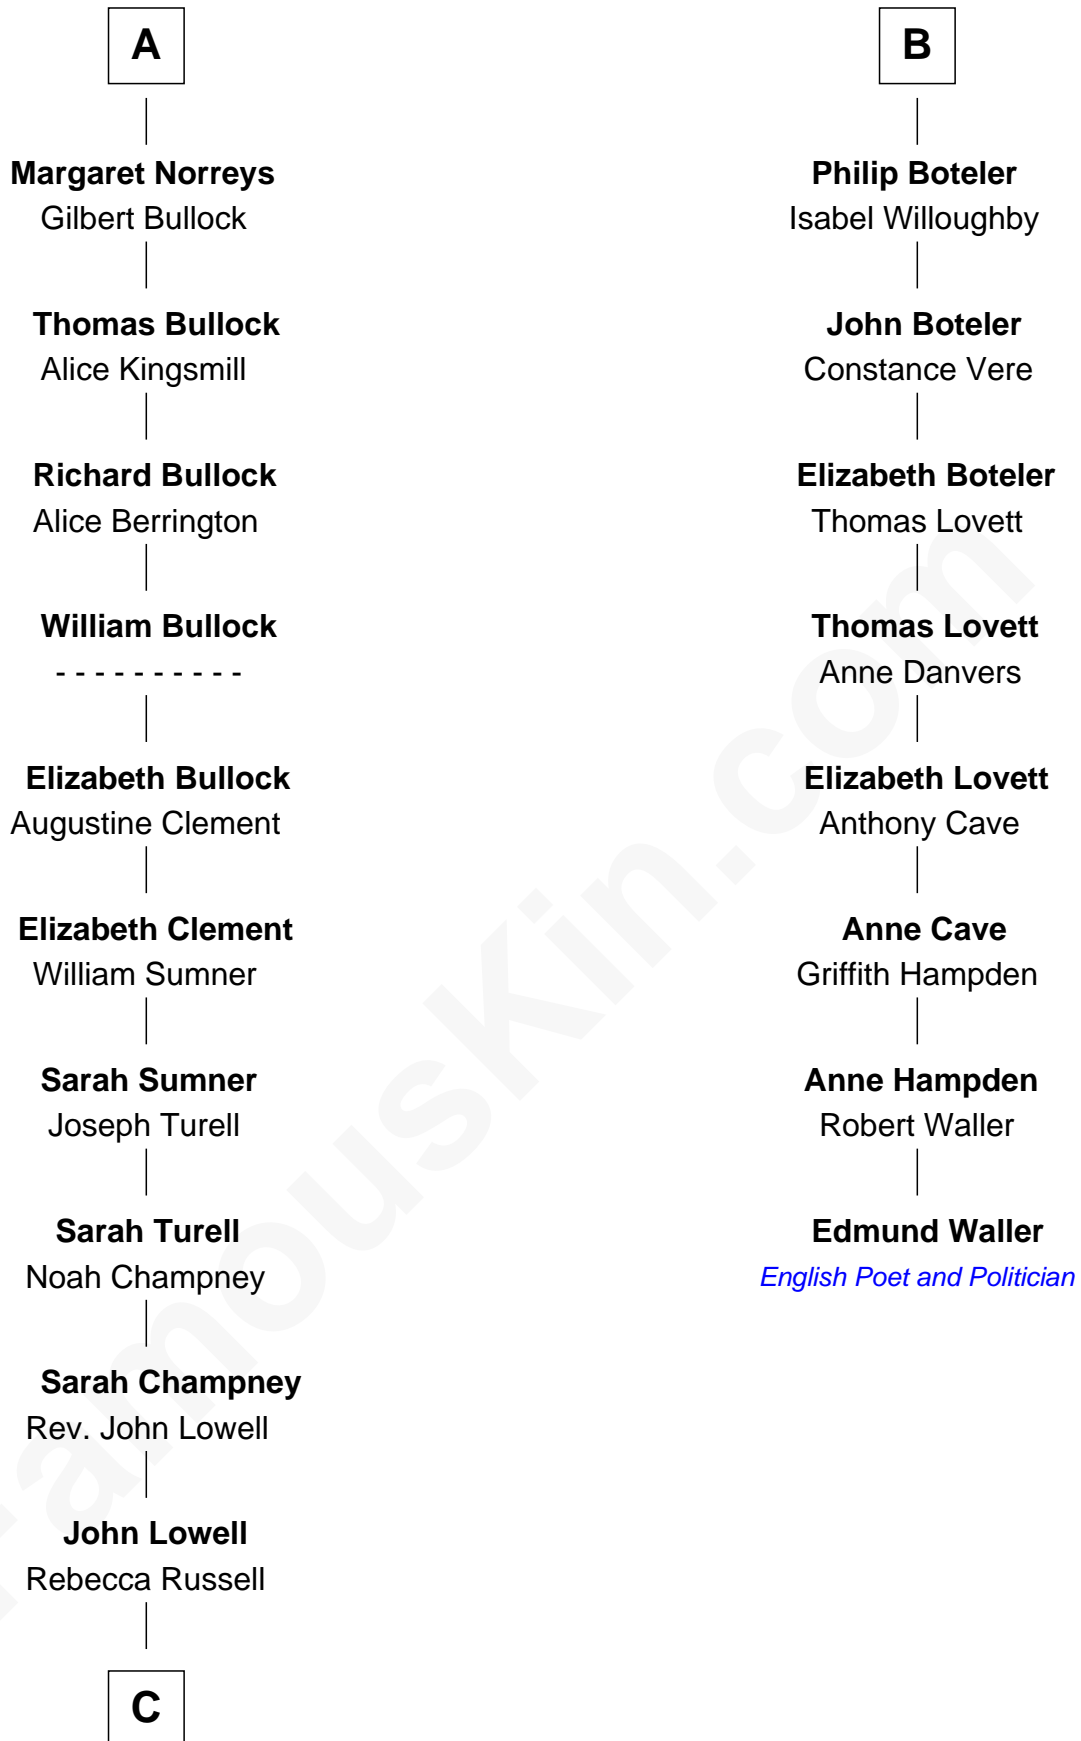 A
Margaret Norreys
Gilbert Bullock
Thomas Bullock
Alice Kingsmill
Richard Bullock
Alice Berrington
William Bullock
- - - - - - - - - -
Elizabeth Bullock
Augustine Clement
Elizabeth Clement
William Sumner
Sarah Sumner
Joseph Turell
Sarah Turell
Noah Champney
Sarah Champney
Rev. John Lowell
John Lowell
Rebecca Russell
C
B
Philip Boteler
Isabel Willoughby
John Boteler
Constance Vere
Elizabeth Boteler
Thomas Lovett
Thomas Lovett
Anne Danvers
Elizabeth Lovett
Anthony Cave
Anne Cave
Griffith Hampden
Anne Hampden
Robert Waller
Edmund Waller
English Poet and Politician
FamousKin.com